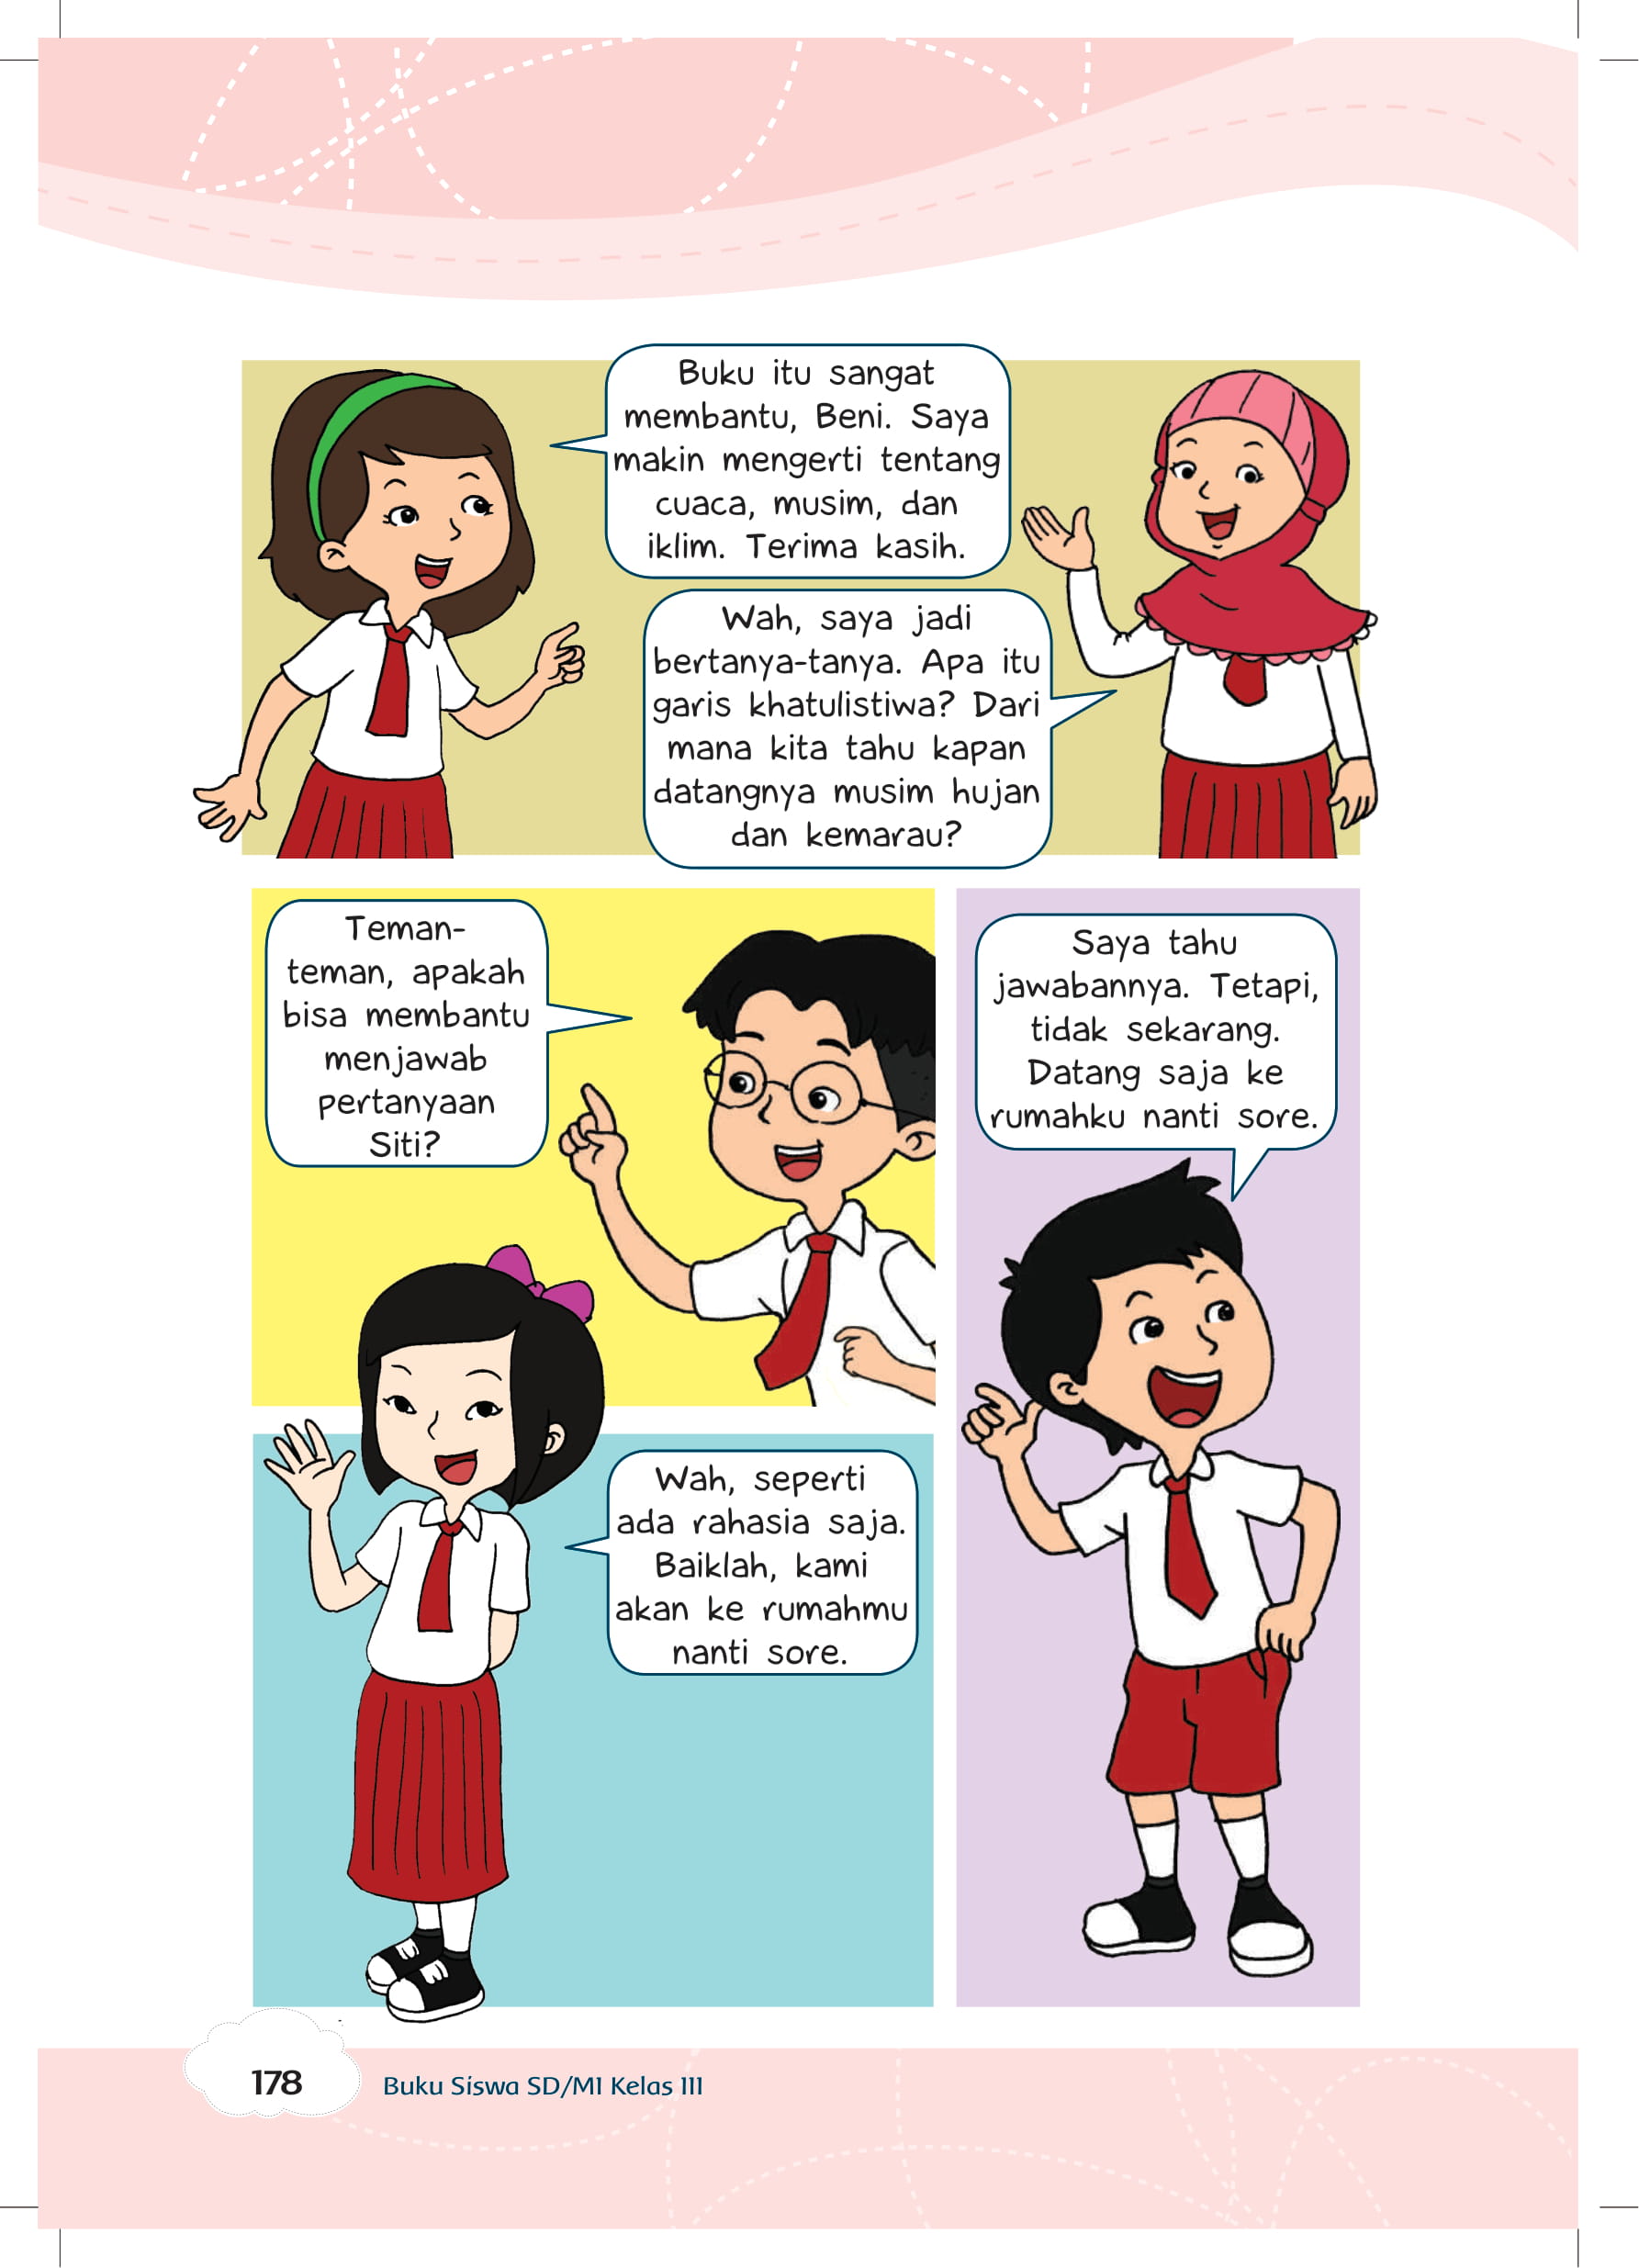 Buku itu sangat
membantu, Beni. Saya
makin mengerti tentang
cuaca, musim, dan
iklim. Terima kasih.
Wah, saya jadi
bertanya-tanya. Apa itu
garis khatulistiwa? Dari
mana kita tahu kapan
datangnya musim hujan
dan kemarau?
Teman-
teman, apakah
bisa membantu
menjawab
pertanyaan
Siti?
Saya tahu
jawabannya. Tetapi,
tidak sekarang.
Datang saja ke
rumahku nanti sore.
Wah, seperti
ada rahasia saja.
Baiklah, kami
akan ke rumahmu
nanti sore.
178
Buku Siswa SD/MI Kelas III